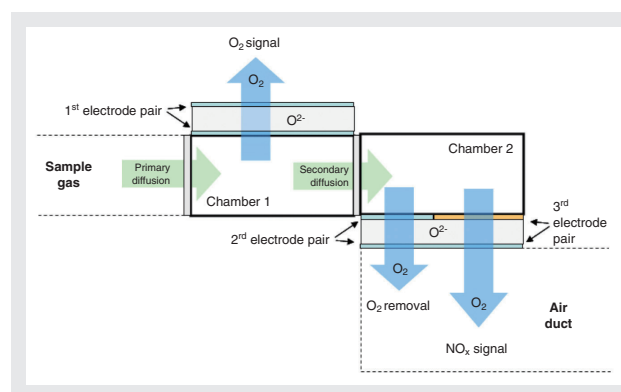 O₂ signal
O₂
1st electrode pair
O²⁻
Sample
gas
Primary
diffusion
Chamber 1
Secondary
diffusion
Chamber 2
2rd electrode pair
O²⁻
3rd
electrode
pair
O₂
O₂
O₂ removal
NOₓ signal
Air
duct